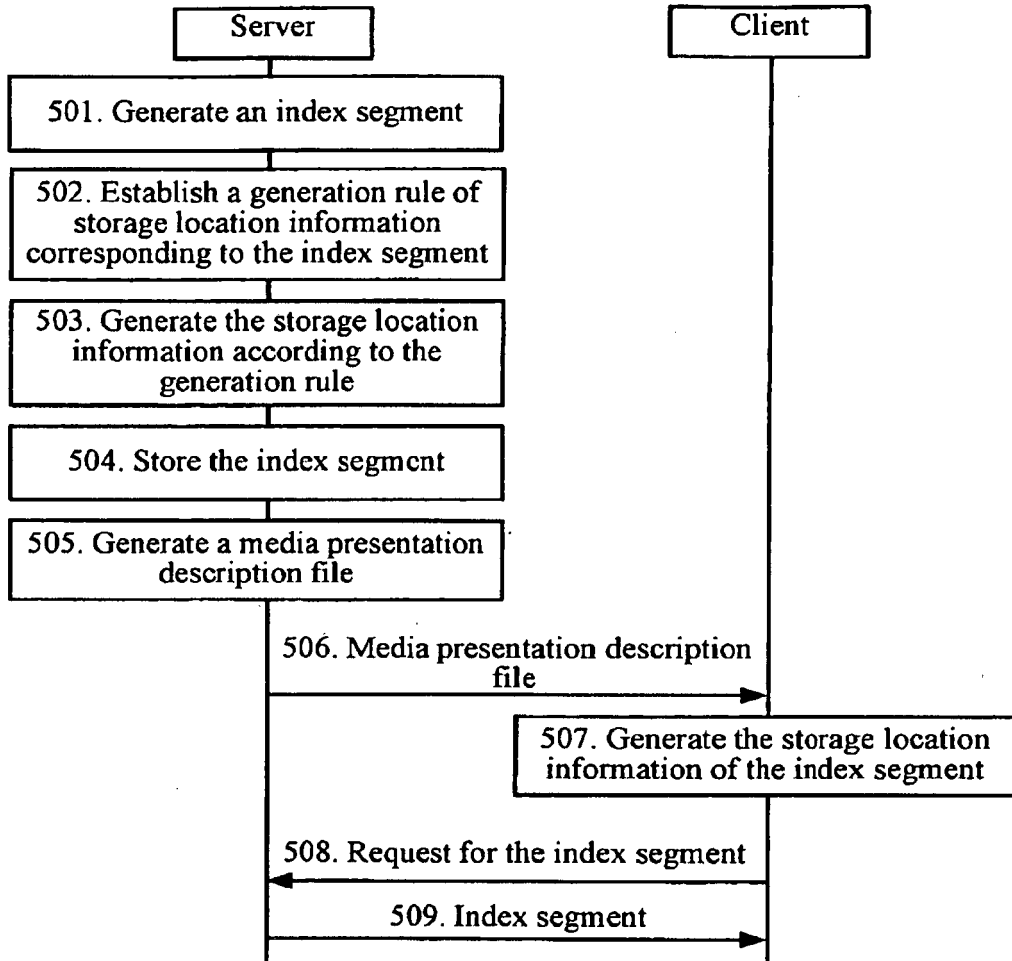 Server
Client
501. Generate an index segment
502. Establish a generation rule of
storage location information
corresponding to the index segment
503. Generate the storage location
information according to the
generation rule
504. Store the index segment
505. Generate a media presentation
description file
506. Media presentation description
file
507. Generate the storage location
information of the index segment
508. Request for the index segment
509. Index segment